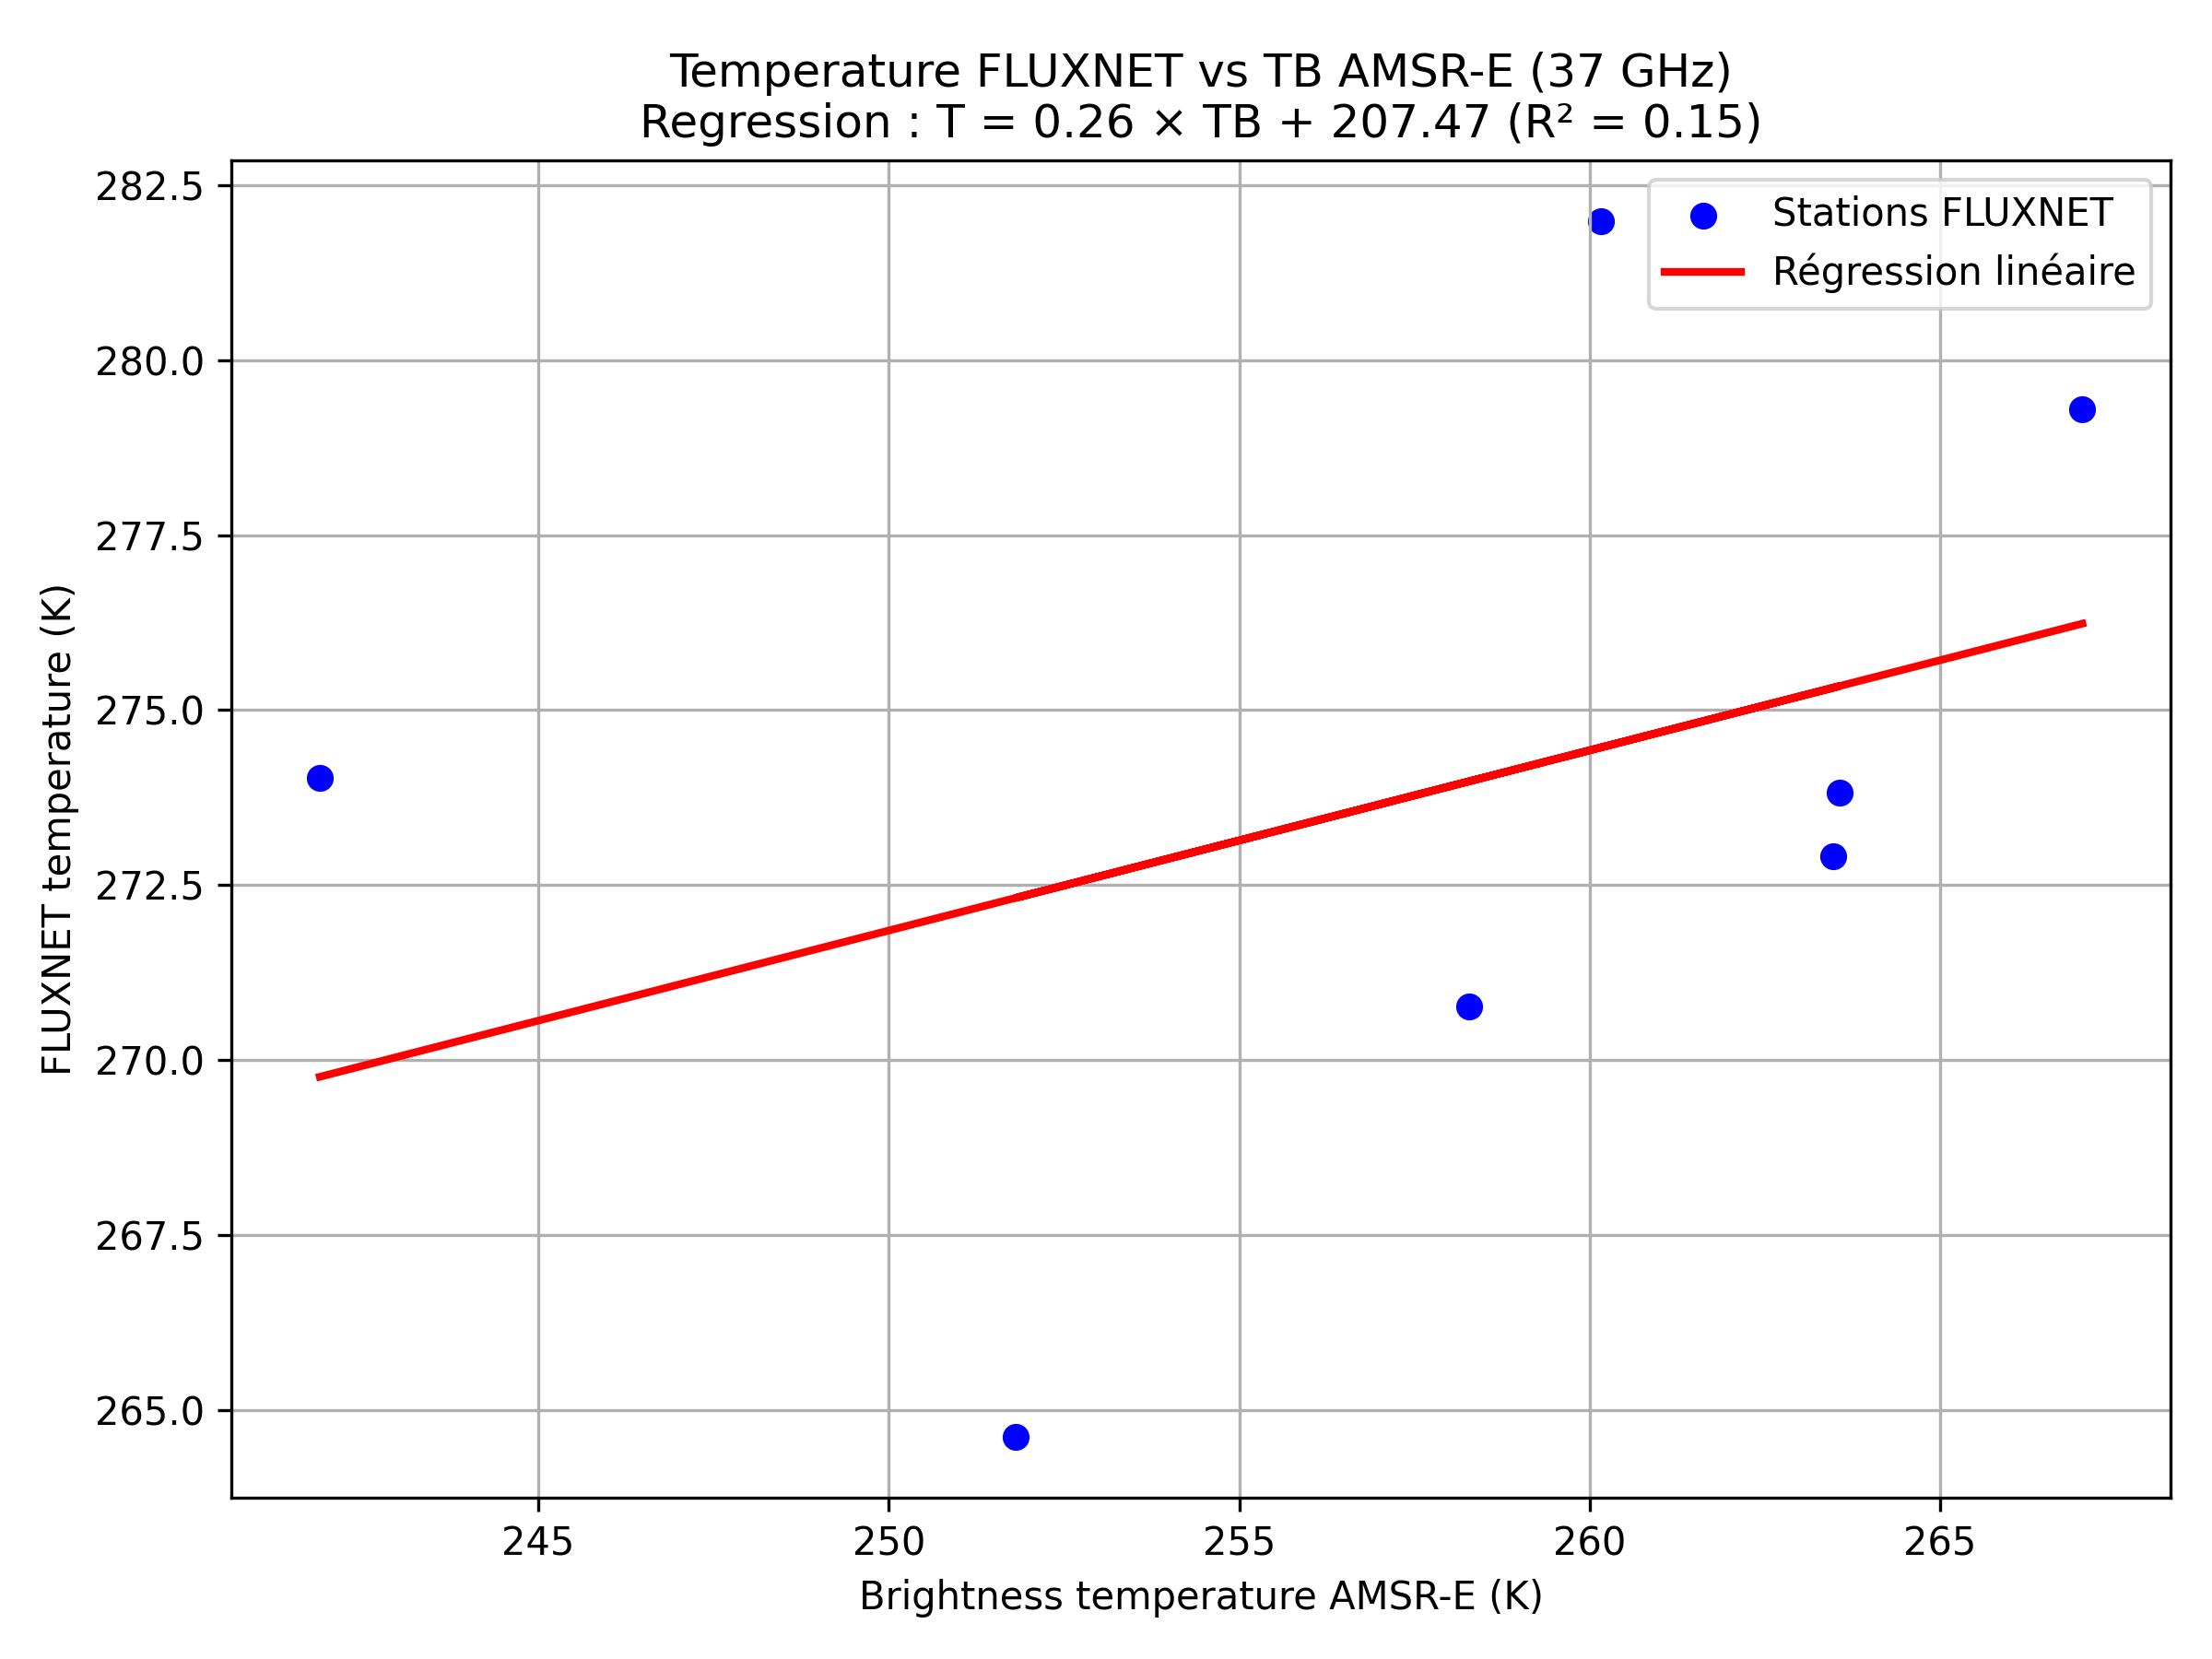 Temperature FLUXNET vs TB AMSR-E (37 GHz)
Regression : T = 0.26 × TB + 207.47 (R² = 0.15)
Stations FLUXNET
Régression linéaire
282.5
280.0
277.5
275.0
272.5
270.0
267.5
265.0
FLUXNET temperature (K)
245 250 255 260 265
Brightness temperature AMSR-E (K)